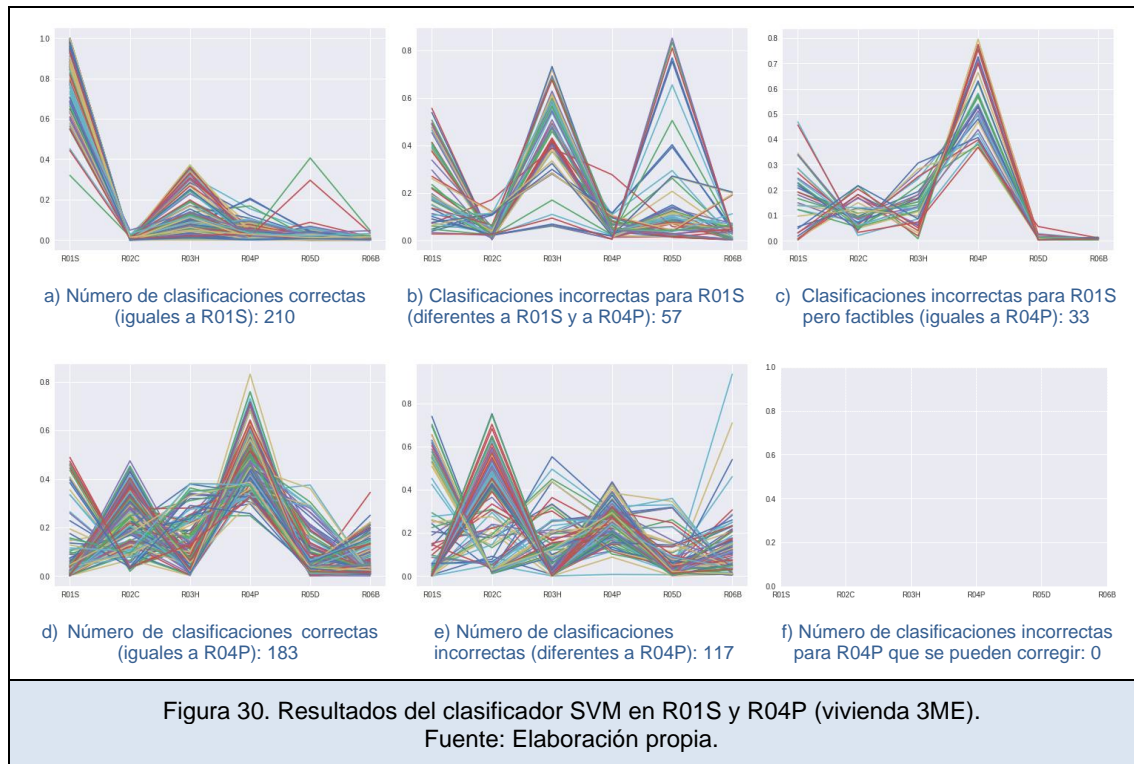 1.0
0.8
0.6
0.4
0.2
0.0
R01S R02C R03H R04P R05D R06B
a) Número de clasificaciones correctas
(iguales a R01S): 210
0.8
0.6
0.4
0.2
0.0
R01S R02C R03H R04P R05D R06B
b) Clasificaciones incorrectas para R01S
(diferentes a R01S y a R04P): 57
0.8
0.7
0.6
0.5
0.4
0.3
0.2
0.1
0.0
R01S R02C R03H R04P R05D R06B
c) Clasificaciones incorrectas para R01S
pero factibles (iguales a R04P): 33
0.8
0.6
0.4
0.2
0.0
R01S R02C R03H R04P R05D R06B
d) Número de clasificaciones correctas
(iguales a R04P): 183
0.8
0.6
0.4
0.2
0.0
R01S R02C R03H R04P R05D R06B
e) Número de clasificaciones
incorrectas (diferentes a R04P): 117
1.0
0.8
0.6
0.4
0.2
0.0
R01S R02C R03H R04P R05D R06B
f) Número de clasificaciones incorrectas
para R04P que se pueden corregir: 0
Figura 30. Resultados del clasificador SVM en R01S y R04P (vivienda 3ME).
Fuente: Elaboración propia.